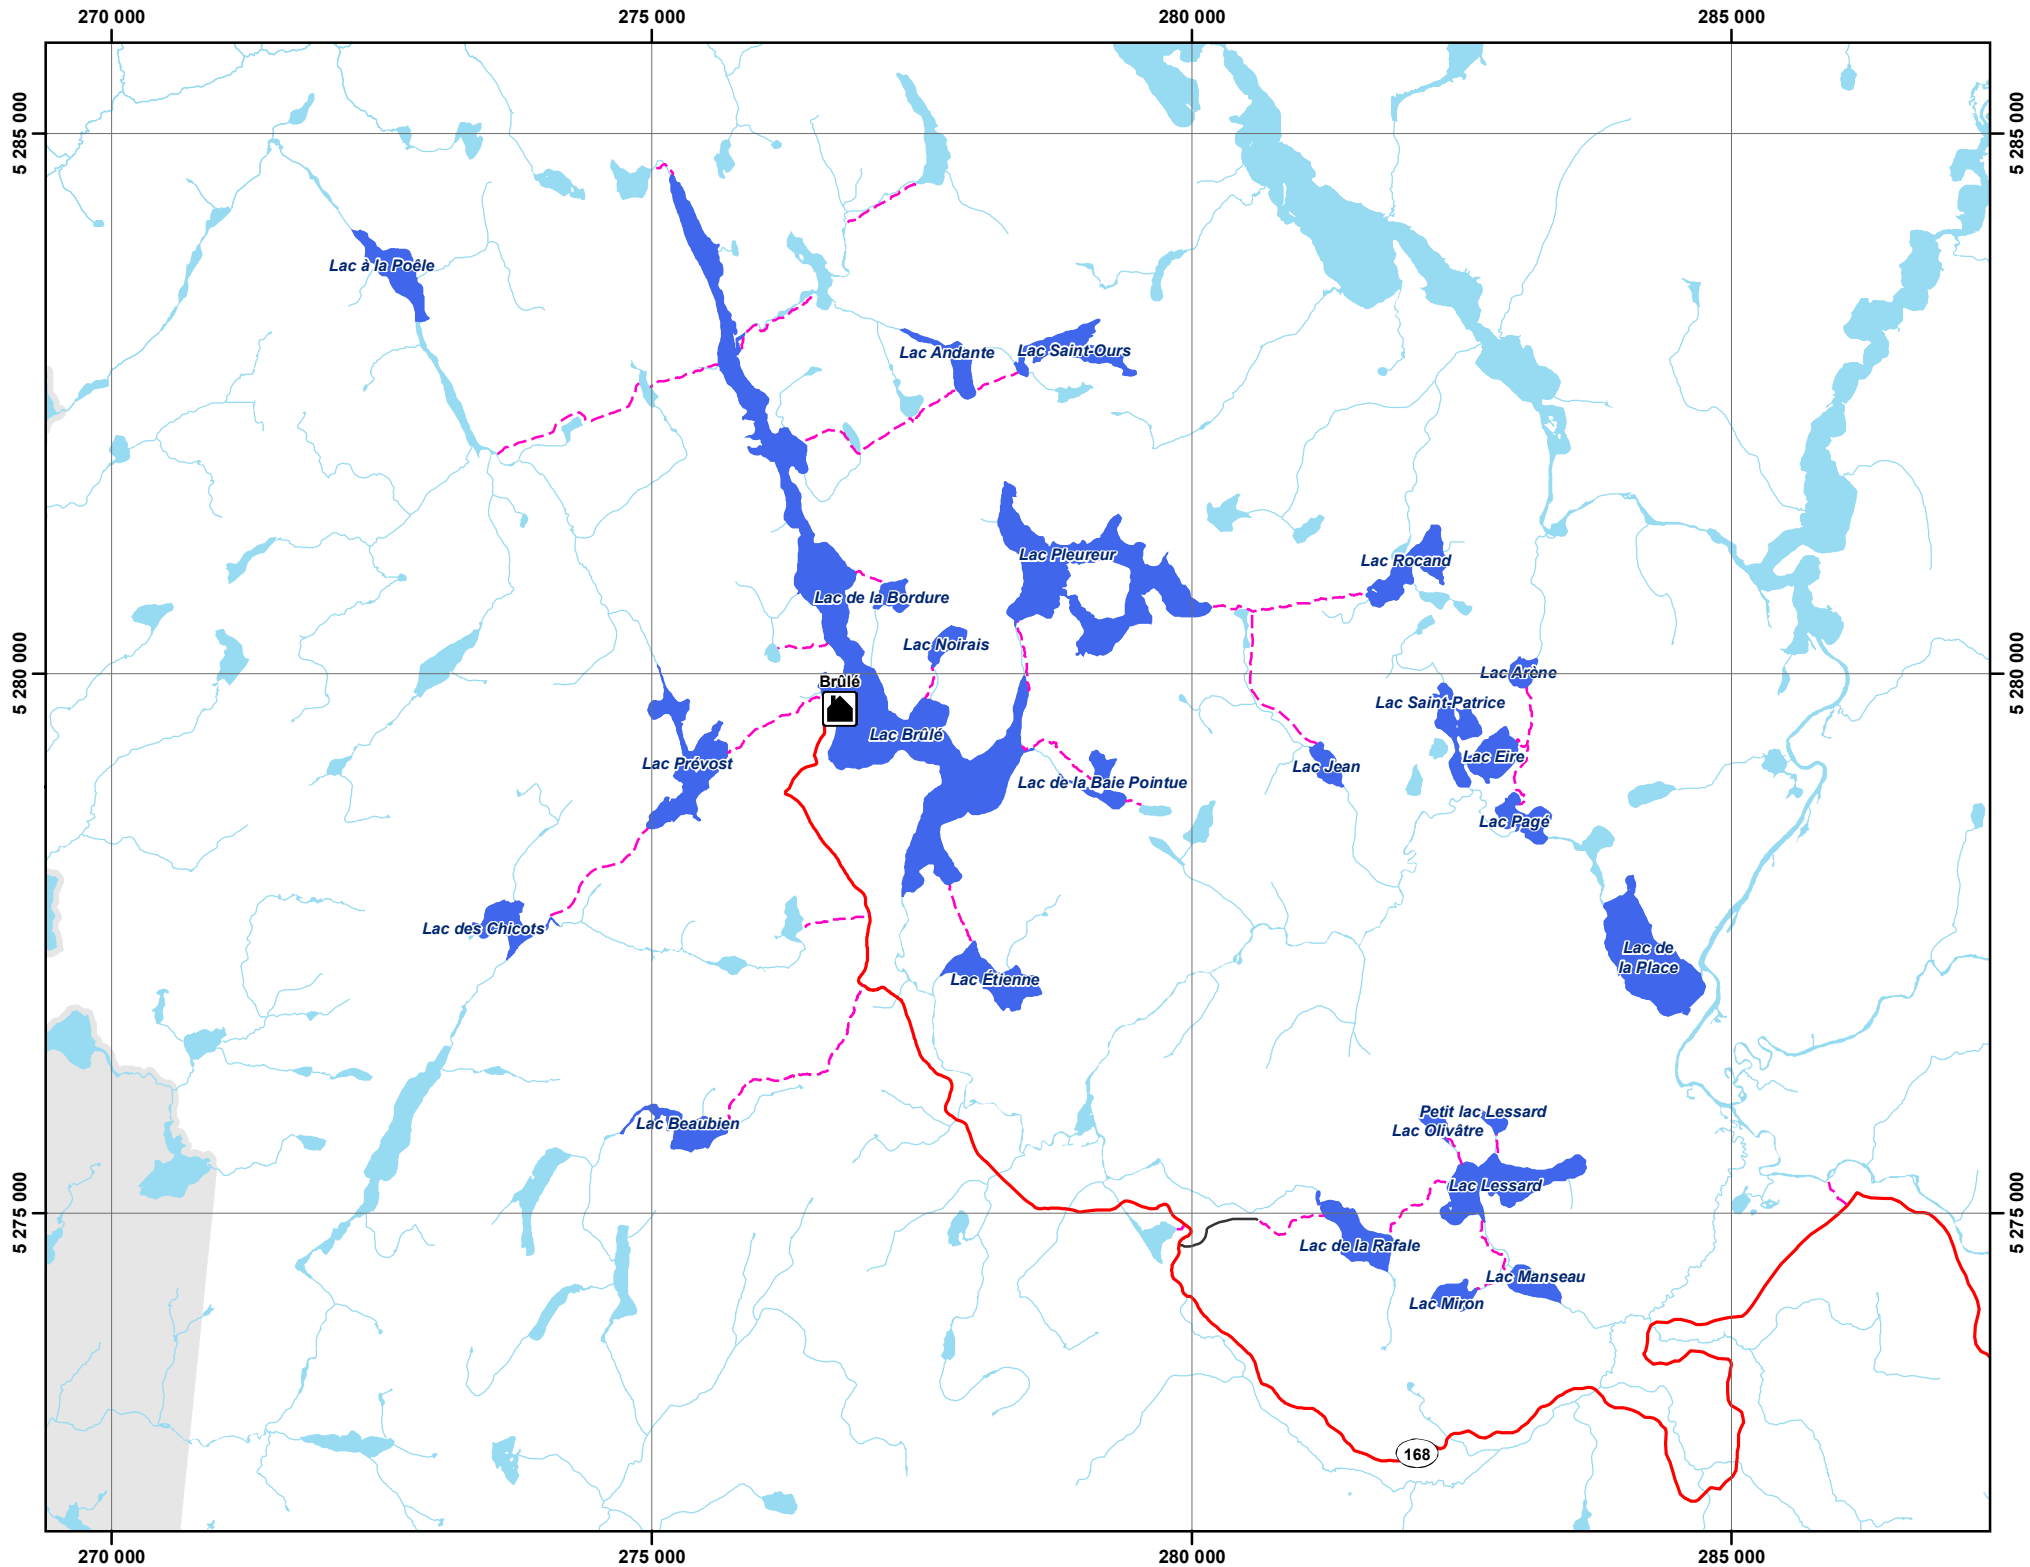 270 000
275 000
280 000
285 000
5 285 000
5 285 000
Lac à la Poêle
Lac Andante
Lac Saint-Ours
Lac Pleureur
Lac Rocand
Lac de la Bordure
Lac Noirais
5 280 000
5 280 000
Lac Arène
Brûlé
Lac Saint-Patrice
Lac Brûlé
Lac Eire
Lac Prévost
Lac Jean
Lac de la Baie Pointue
Lac Pagé
Lac des Chicots
Lac de
la Place
Lac Étienne
Petit lac Lessard
Lac Beaubien
Lac Olivâtre
Lac Lessard
5 275 000
5 275 000
Lac de la Rafale
Lac Manseau
Lac Miron
168
270 000
275 000
280 000
285 000